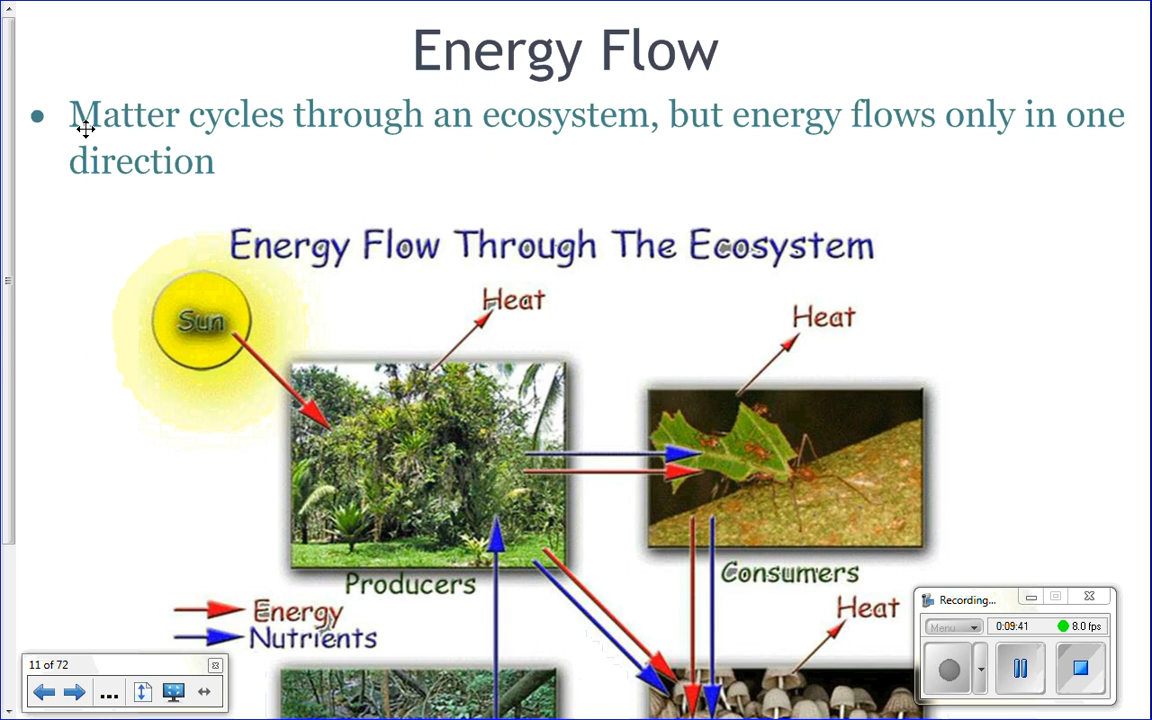 Energy Flow
• Matter cycles through an ecosystem, but energy flows only in one
direction
Energy Flow Through The Ecosystem
Sun
Heat
Heat
Producers
Consumers
Energy
Nutrients
Heat
Recording...
Menu
0:09:41
8.0 fps
11 of 72
...